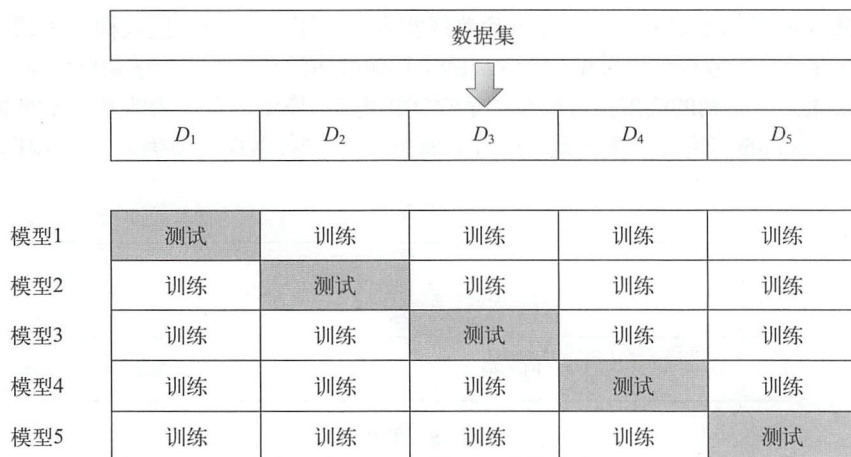 数据集
D₁ D₂ D₃ D₄ D₅
模型1 测试 训练 训练 训练 训练
模型2 训练 测试 训练 训练 训练
模型3 训练 训练 测试 训练 训练
模型4 训练 训练 训练 测试 训练
模型5 训练 训练 训练 训练 测试